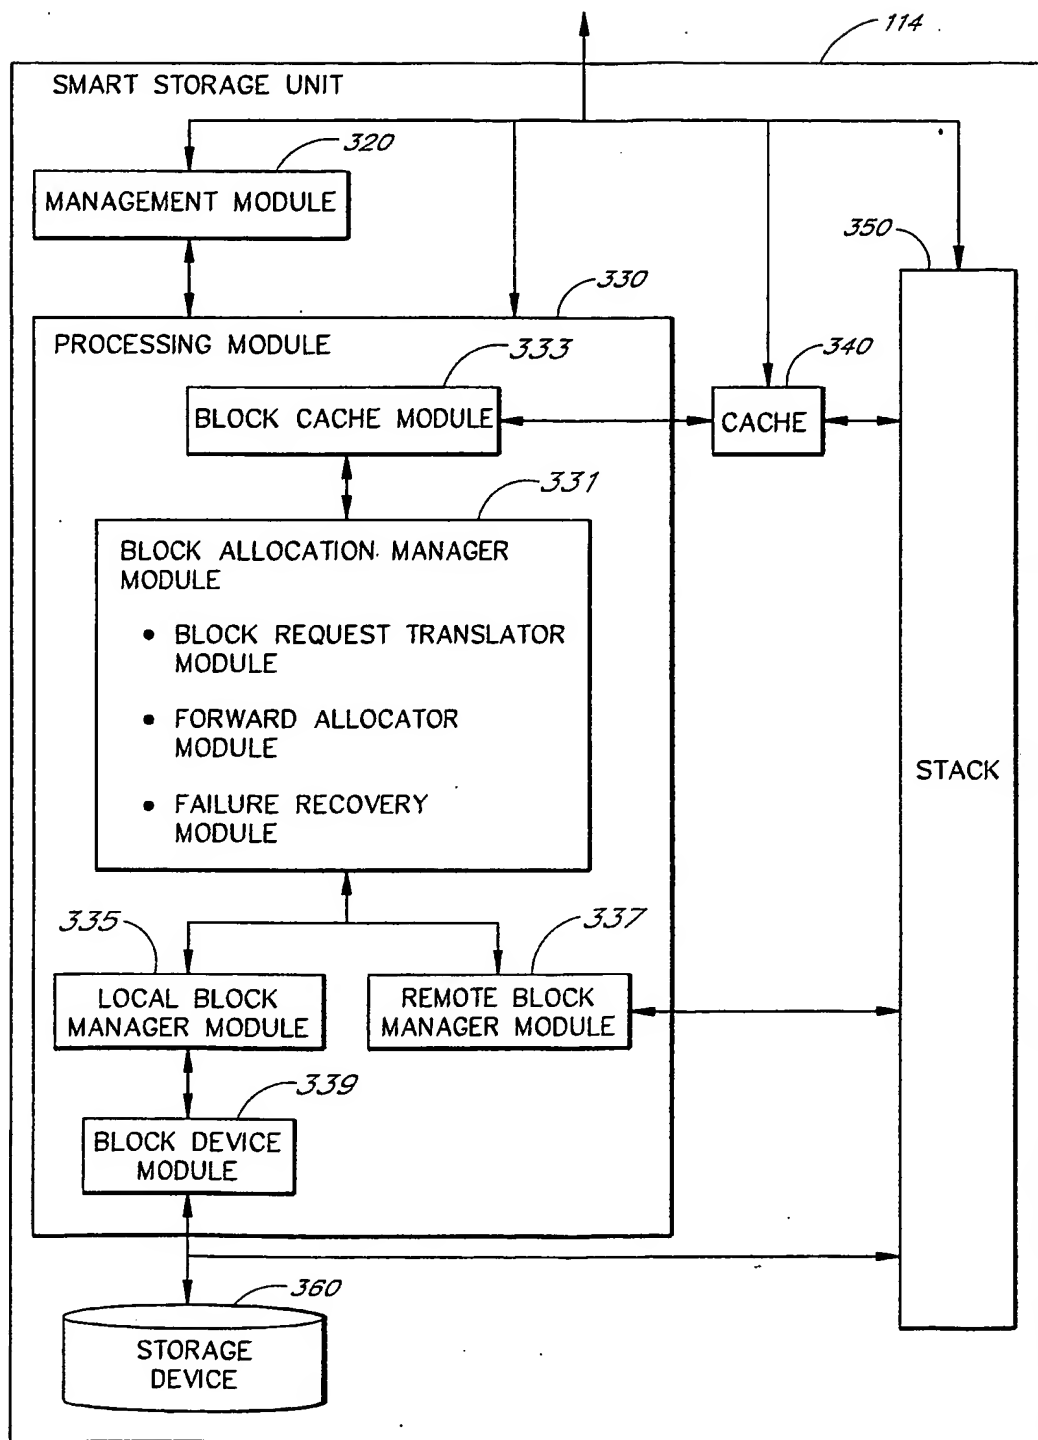 114
SMART STORAGE UNIT
320
MANAGEMENT MODULE
350
330
PROCESSING MODULE
333
340
BLOCK CACHE MODULE
CACHE
331
BLOCK ALLOCATION MANAGER
MODULE
• BLOCK REQUEST TRANSLATOR
MODULE
• FORWARD ALLOCATOR
MODULE
STACK
• FAILURE RECOVERY
MODULE
335
337
LOCAL BLOCK
MANAGER MODULE
REMOTE BLOCK
MANAGER MODULE
339
BLOCK DEVICE
MODULE
360
STORAGE
DEVICE